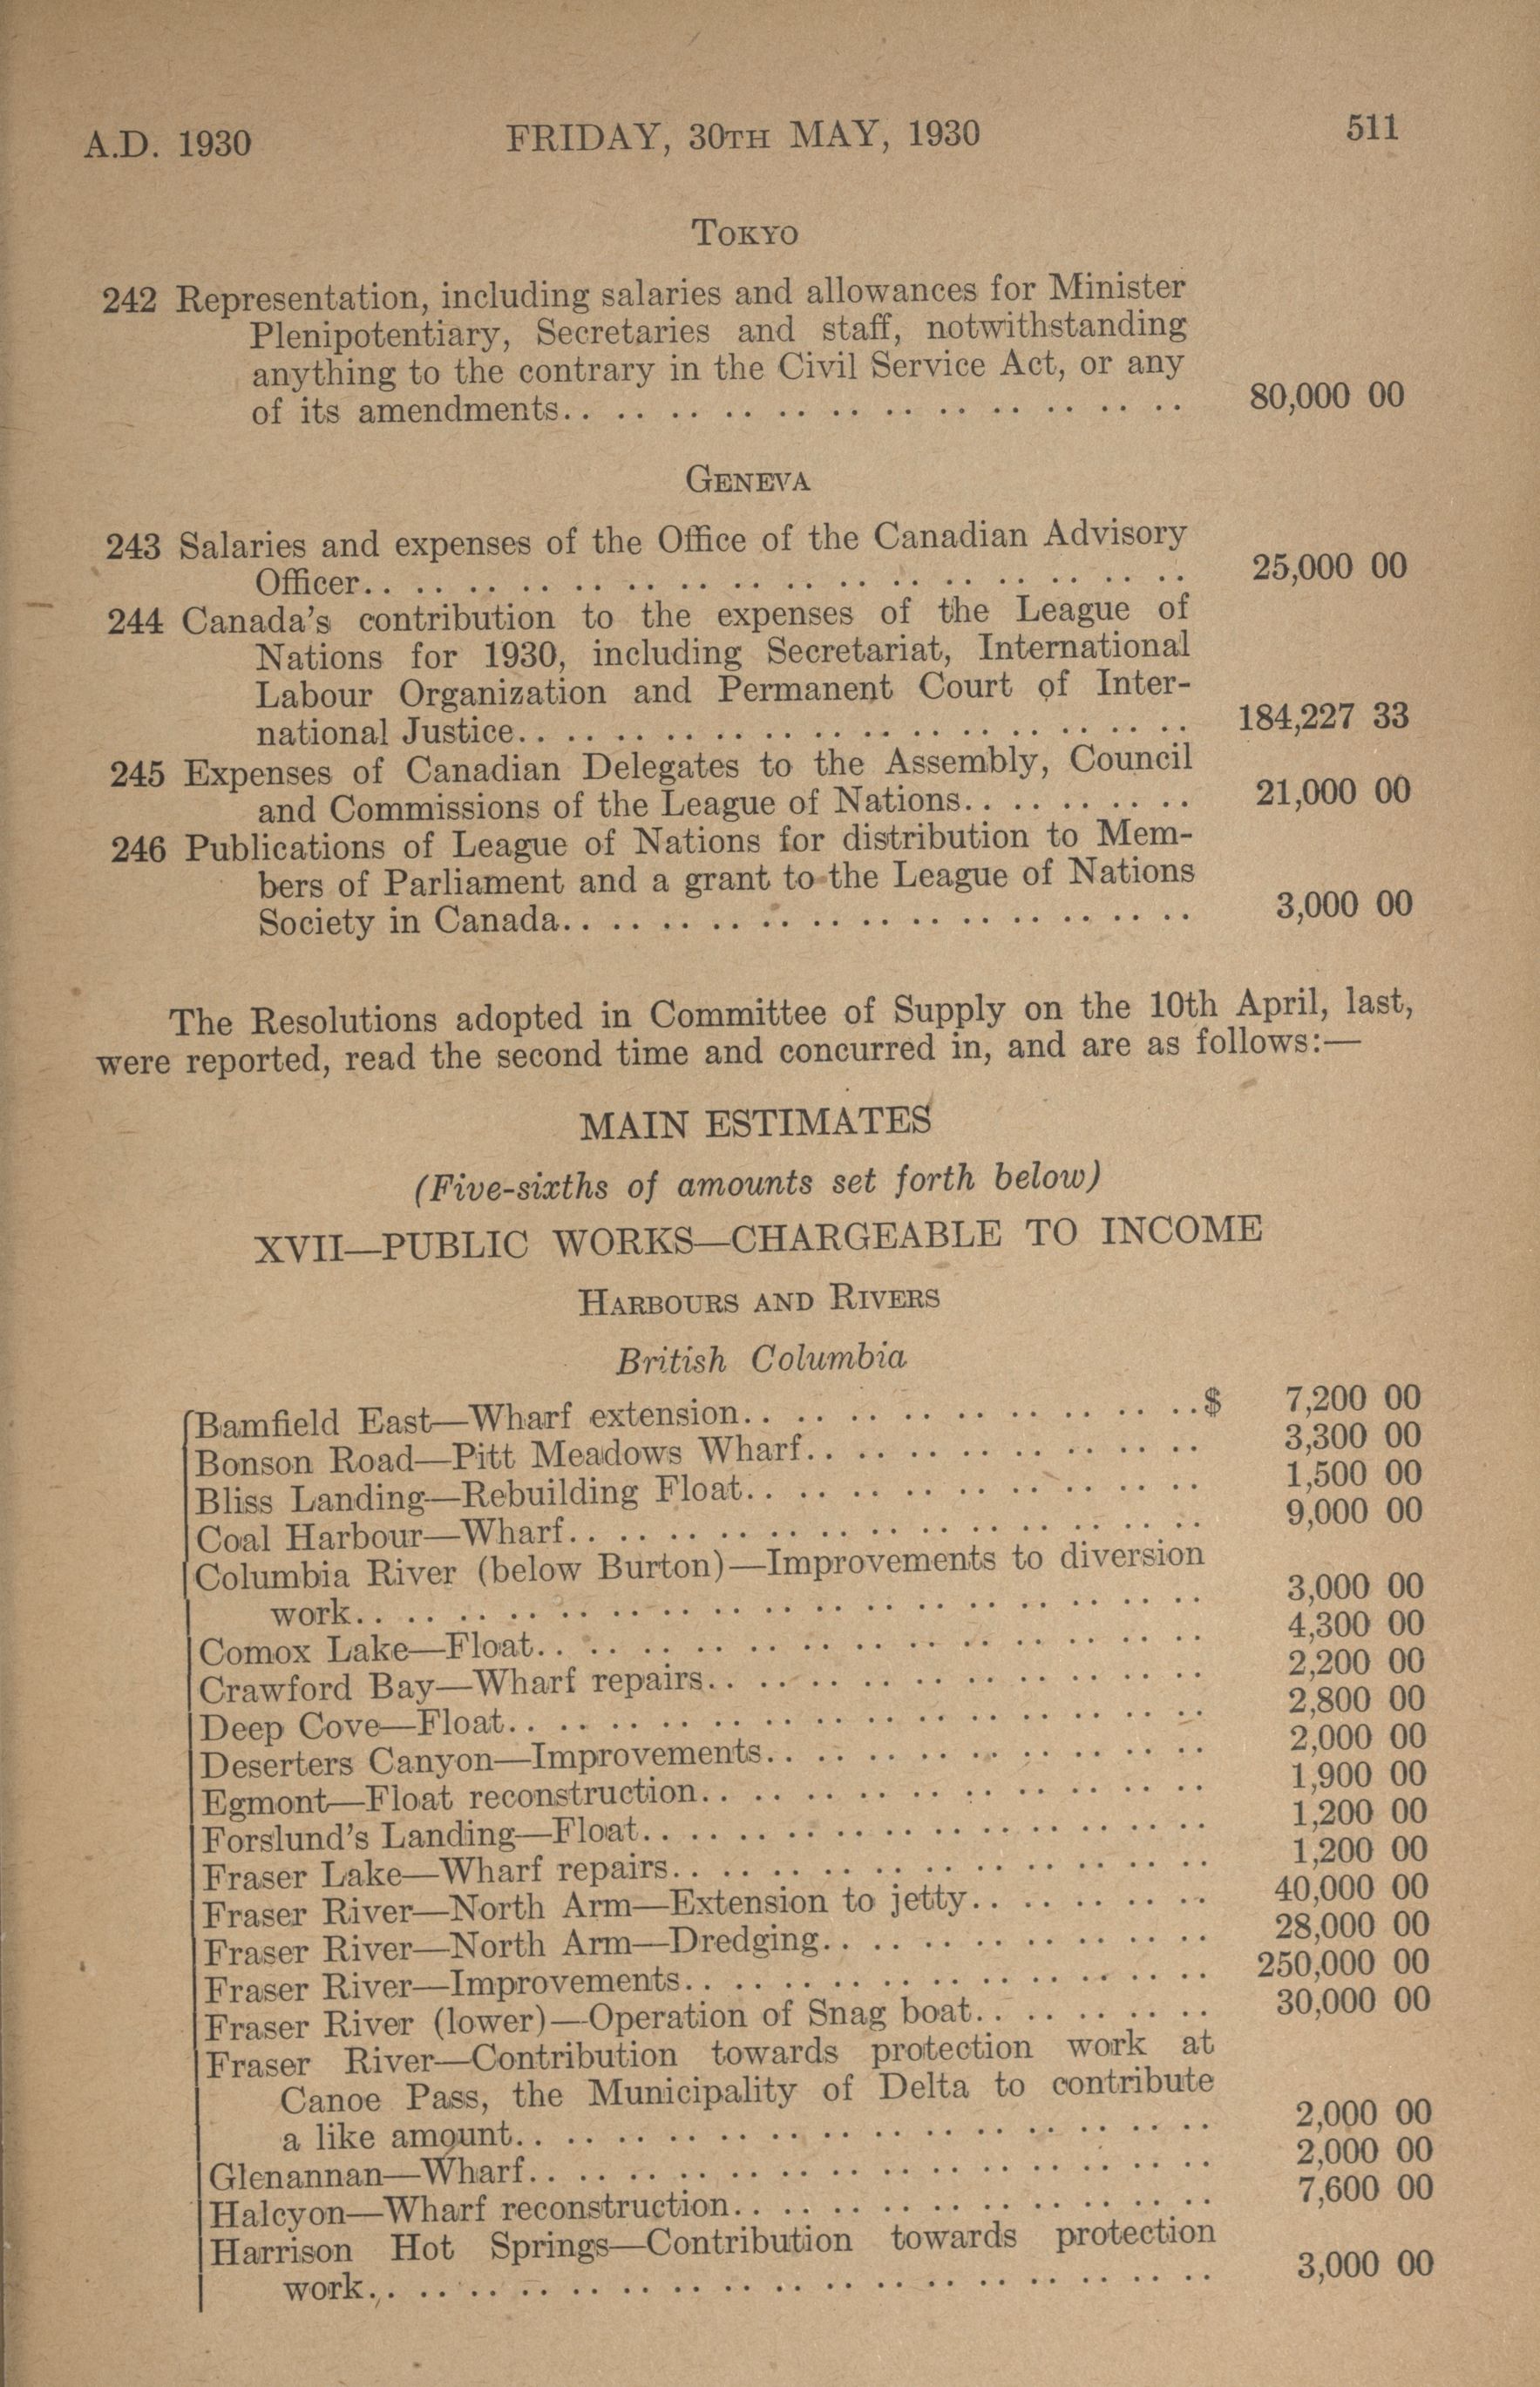 A.D. 1930 FRIDAY, 30TH MAY, 1930 511
TOKYO
242 Representation, including salaries and allowances for Minister
Plenipotentiary, Secretaries and staff, notwithstanding
anything to the contrary in the Civil Service Act, or any
of its amendments.. .. .. .. .. .. .. .. .. .. .. .. 80,000 00
GENEVA
243 Salaries and expenses of the Office of the Canadian Advisory
Officer.. .. .. .. .. .. .. .. .. .. .. .. .. .. .. .. 25,000 00
244 Canada's contribution to the expenses of the League of
Nations for 1930, including Secretariat, International
Labour Organization and Permanent Court of Inter-
national Justice.. .. .. .. .. .. .. .. .. .. .. .. .. .. 184,227 33
245 Expenses of Canadian Delegates to the Assembly, Council
and Commissions of the League of Nations.. .. .. .. .. 21,000 00
246 Publications of League of Nations for distribution to Mem-
bers of Parliament and a grant to the League of Nations
Society in Canada.. .. .. .. .. .. .. .. .. .. .. .. .. 3,000 00
The Resolutions adopted in Committee of Supply on the 10th April, last,
were reported, read the second time and concurred in, and are as follows:—
MAIN ESTIMATES
(Five-sixths of amounts set forth below)
XVII—PUBLIC WORKS—CHARGEABLE TO INCOME
HARBOURS AND RIVERS
British Columbia
Bamfield East—Wharf extension.. .. .. .. .. .. .. .. ..$ 7,200 00
Bonson Road—Pitt Meadows Wharf.. .. .. .. .. .. .. .. 3,300 00
Bliss Landing—Rebuilding Float.. .. .. .. .. .. .. .. .. 1,500 00
Coal Harbour—Wharf.. .. .. .. .. .. .. .. .. .. .. .. .. 9,000 00
Columbia River (below Burton)—Improvements to diversion
work.. .. .. .. .. .. .. .. .. .. .. .. .. .. .. .. .. 3,000 00
Comox Lake—Float.. .. .. .. .. .. .. .. .. .. .. .. .. 4,300 00
Crawford Bay—Wharf repairs.. .. .. .. .. .. .. .. .. .. 2,200 00
Deep Cove—Float.. .. .. .. .. .. .. .. .. .. .. .. .. .. 2,800 00
Deserters Canyon—Improvements.. .. .. .. .. .. .. .. .. 2,000 00
Egmont—Float reconstruction.. .. .. .. .. .. .. .. .. .. 1,900 00
Forslund's Landing—Float.. .. .. .. .. .. .. .. .. .. .. 1,200 00
Fraser Lake—Wharf repairs.. .. .. .. .. .. .. .. .. .. .. 1,200 00
Fraser River—North Arm—Extension to jetty.. .. .. .. .. 40,000 00
Fraser River—North Arm—Dredging.. .. .. .. .. .. .. .. 28,000 00
Fraser River—Improvements.. .. .. .. .. .. .. .. .. .. .. 250,000 00
Fraser River (lower)—Operation of Snag boat.. .. .. .. .. 30,000 00
Fraser River—Contribution towards protection work at
Canoe Pass, the Municipality of Delta to contribute
a like amount.. .. .. .. .. .. .. .. .. .. .. .. .. .. 2,000 00
Glenannan—Wharf.. .. .. .. .. .. .. .. .. .. .. .. .. .. 2,000 00
Halcyon—Wharf reconstruction.. .. .. .. .. .. .. .. .. .. 7,600 00
Harrison Hot Springs—Contribution towards protection
work.. .. .. .. .. .. .. .. .. .. .. .. .. .. .. .. .. 3,000 00